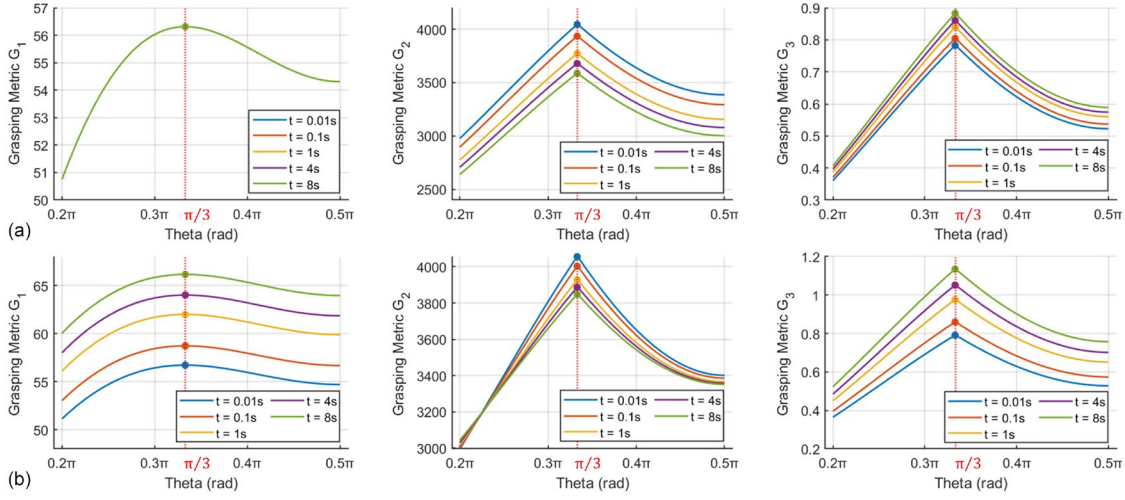 57
56
55
54
53
52
51
50
Grasping Metric G1
t = 0.01s
t = 0.1s
t = 1s
t = 4s
t = 8s
0.2π 0.3π π/3 0.4π 0.5π
Theta (rad)
(a)
4000
3500
3000
2500
Grasping Metric G2
t = 0.01s t = 4s
t = 0.1s t = 8s
t = 1s
0.2π 0.3π π/3 0.4π 0.5π
Theta (rad)
0.9
0.8
0.7
0.6
0.5
0.4
0.3
Grasping Metric G3
t = 0.01s t = 4s
t = 0.1s t = 8s
t = 1s
0.2π 0.3π π/3 0.4π 0.5π
Theta (rad)
65
60
55
50
Grasping Metric G1
t = 0.01s t = 4s
t = 0.1s t = 8s
t = 1s
0.2π 0.3π π/3 0.4π 0.5π
Theta (rad)
(b)
4000
3800
3600
3400
3200
3000
Grasping Metric G2
t = 0.01s t = 4s
t = 0.1s t = 8s
t = 1s
0.2π 0.3π π/3 0.4π 0.5π
Theta (rad)
1.2
1
0.8
0.6
0.4
0.2
Grasping Metric G3
t = 0.01s t = 4s
t = 0.1s t = 8s
t = 1s
0.2π 0.3π π/3 0.4π 0.5π
Theta (rad)